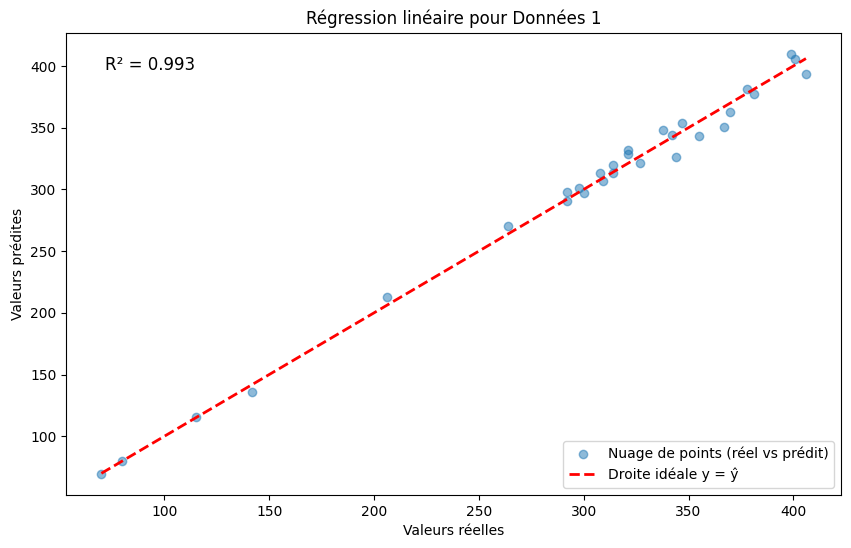 Régression linéaire pour Données 1
R² = 0.993
Valeurs prédites
400
350
300
250
200
150
100
100
150
200
250
300
350
400
Valeurs réelles
Nuage de points (réel vs prédit)
Droite idéale y = ŷ